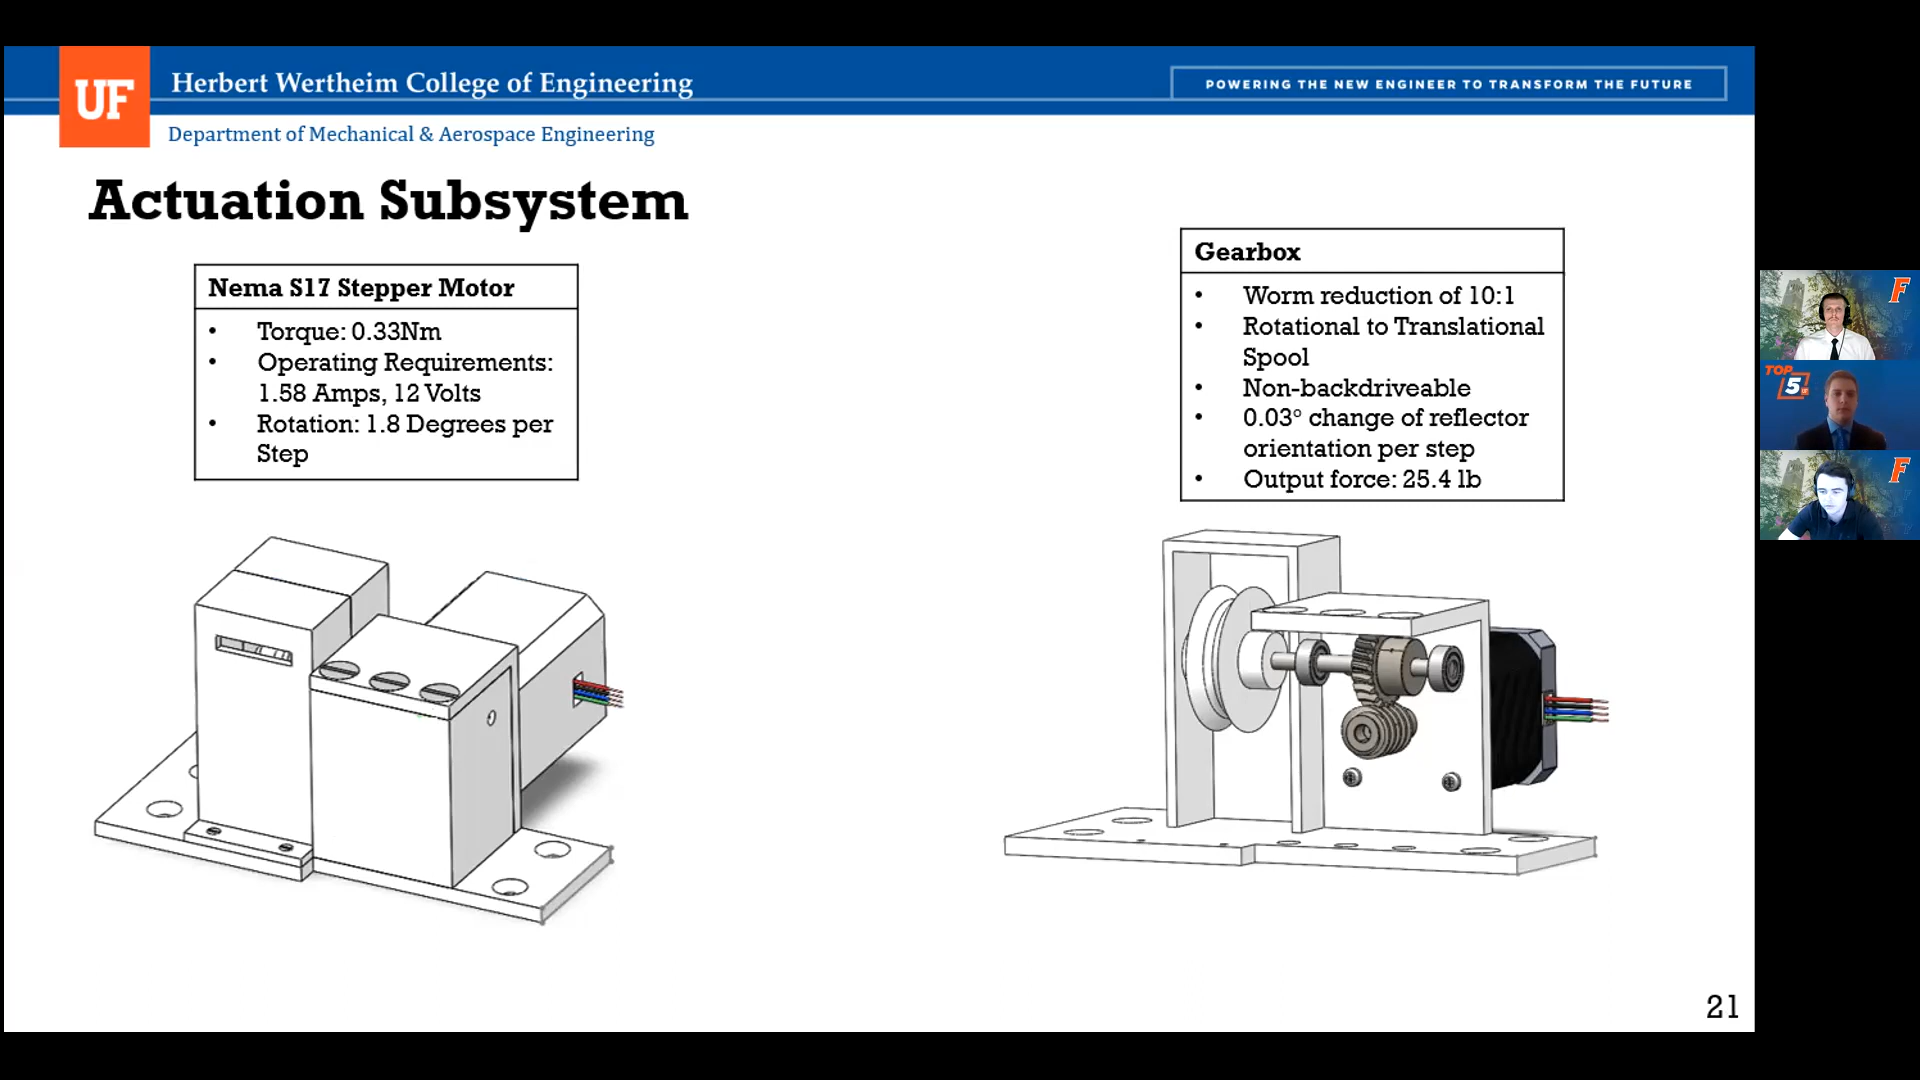 UF
Herbert Wertheim College of Engineering
POWERING THE NEW ENGINEER TO TRANSFORM THE FUTURE
Department of Mechanical & Aerospace Engineering
Actuation Subsystem
Nema S17 Stepper Motor
• Torque: 0.33Nm
• Operating Requirements:
1.58 Amps, 12 Volts
• Rotation: 1.8 Degrees per
Step
Gearbox
• Worm reduction of 10:1
• Rotational to Translational
Spool
• Non-backdriveable
• 0.03° change of reflector
orientation per step
• Output force: 25.4 lb
21
F
TOP
5
F